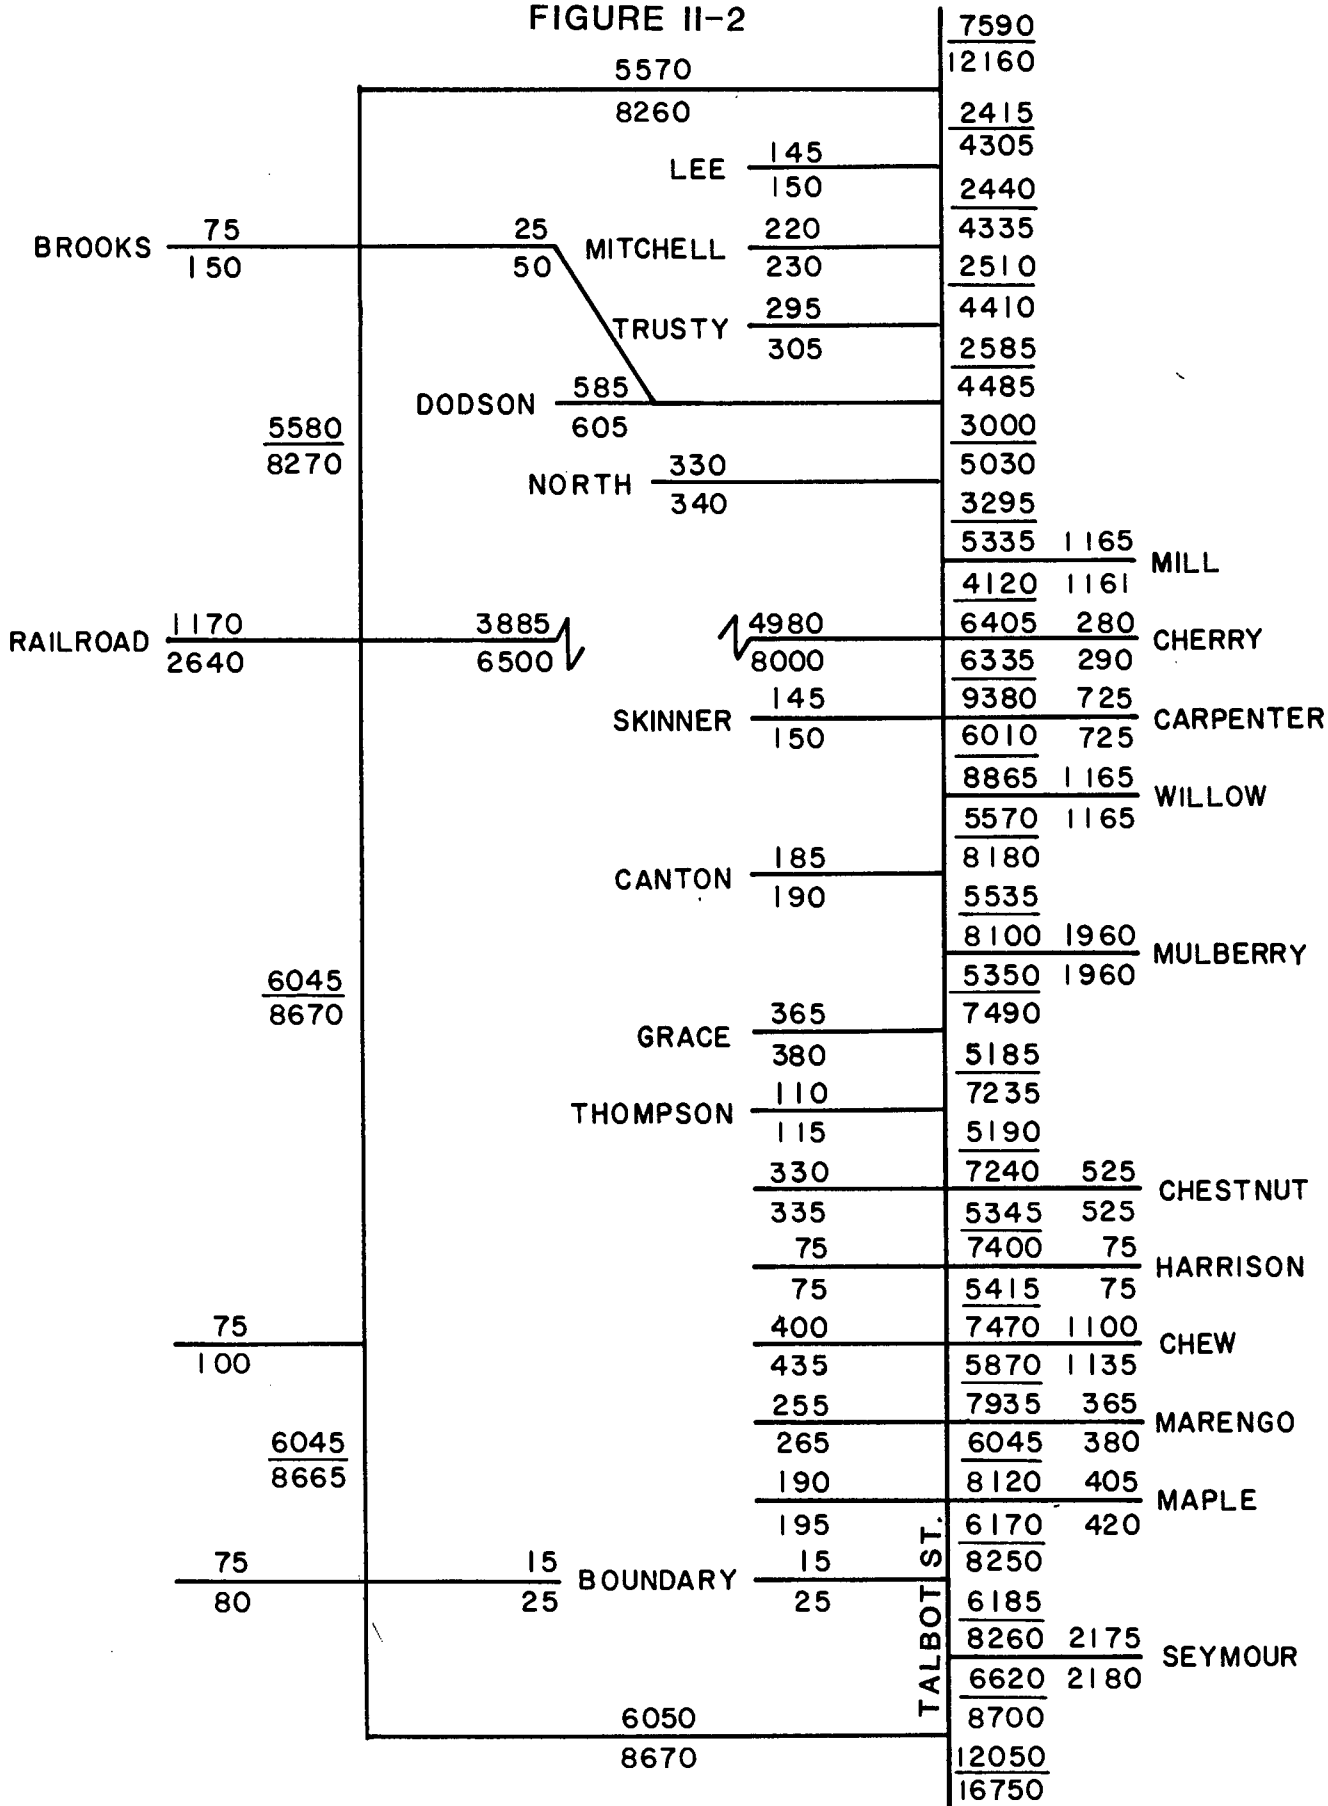 FIGURE II-2
7590
12160
5570
8260
2415
4305
LEE 145
150
2440
4335
BROOKS 75 25 MITCHELL 220
150 50 230
2510
4410
TRUSTY 295
305
2585
4485
DODSON 585
605
5580
8270
3000
5030
NORTH 330
340
3295
5335 1165 MILL
4120 1161
RAILROAD 1170 3885 4980 6405 280 CHERRY
2640 6500 8000 6335 290
SKINNER 145 9380 725 CARPENTER
150 6010 725
8865 1165 WILLOW
5570 1165
CANTON 185 8180
190 5535
8100 1960 MULBERRY
5350 1960
6045
8670
GRACE 365 7490
380 5185
THOMPSON 110 7235
115 5190
330 7240 525 CHESTNUT
335 5345 525
75 7400 75 HARRISON
75 5415 75
75 400 7470 1100 CHEW
100 435 5870 1135
255 7935 365 MARENGO
265 6045 380
6045
8665
190 8120 405 MAPLE
195 6170 420
75 15 BOUNDARY 15 8250
80 25 25 6185
TALBOT ST.
8260 2175 SEYMOUR
6620 2180
6050 8700
8670
12050
16750